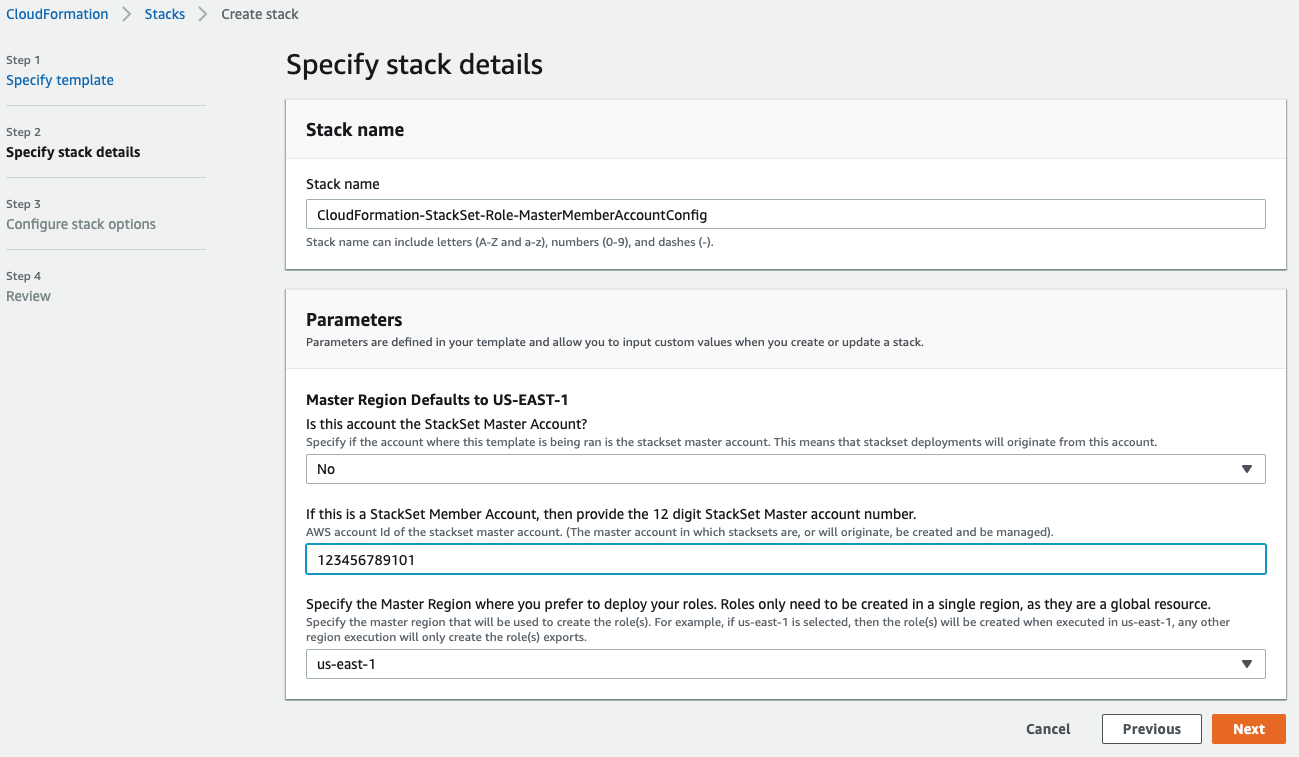 CloudFormation > Stacks > Create stack
Step 1
Specify template
Step 2
Specify stack details
Step 3
Configure stack options
Step 4
Review
Specify stack details
Stack name
Stack name
CloudFormation-StackSet-Role-MasterMemberAccountConfig
Stack name can include letters (A-Z and a-z), numbers (0-9), and dashes (-).
Parameters
Parameters are defined in your template and allow you to input custom values when you create or update a stack.
Master Region Defaults to US-EAST-1
Is this account the StackSet Master Account?
Specify if the account where this template is being ran is the stackset master account. This means that stackset deployments will originate from this account.
No
If this is a StackSet Member Account, then provide the 12 digit StackSet Master account number.
AWS account Id of the stackset master account. (The master account in which stacksets are, or will originate, be created and be managed).
123456789101
Specify the Master Region where you prefer to deploy your roles. Roles only need to be created in a single region, as they are a global resource.
Specify the master region that will be used to create the role(s). For example, if us-east-1 is selected, then the role(s) will be created when executed in us-east-1, any other
region execution will only create the role(s) exports.
us-east-1
Cancel
Previous
Next